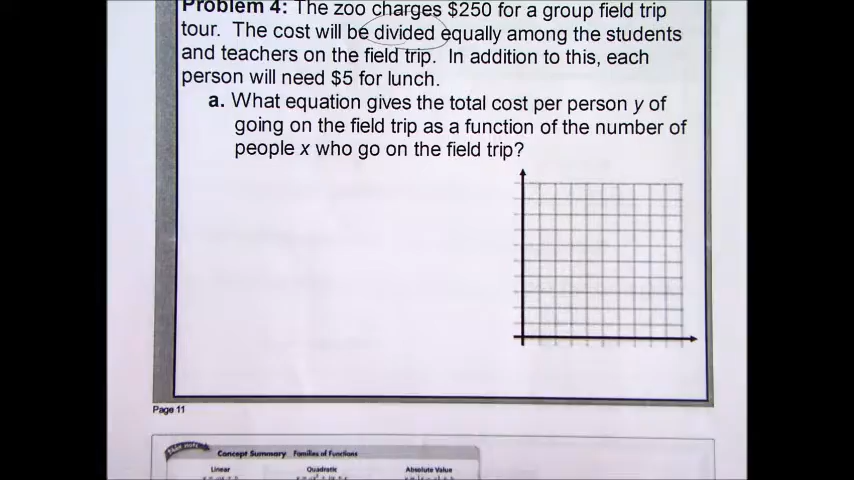 Problem 4: The zoo charges $250 for a group field trip
tour. The cost will be divided equally among the students
and teachers on the field trip. In addition to this, each
person will need $5 for lunch.
a. What equation gives the total cost per person y of
going on the field trip as a function of the number of
people x who go on the field trip?
Page 11
Concept Summary Families of Functions
Linear Quadratic Absolute Value